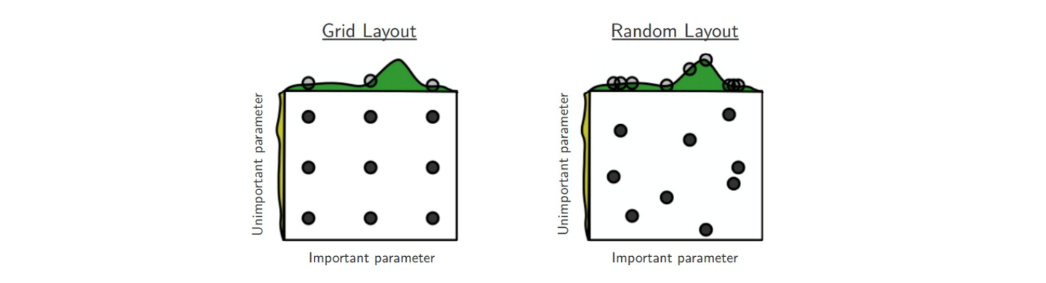 Grid Layout
Unimportant parameter
Important parameter
Random Layout
Unimportant parameter
Important parameter